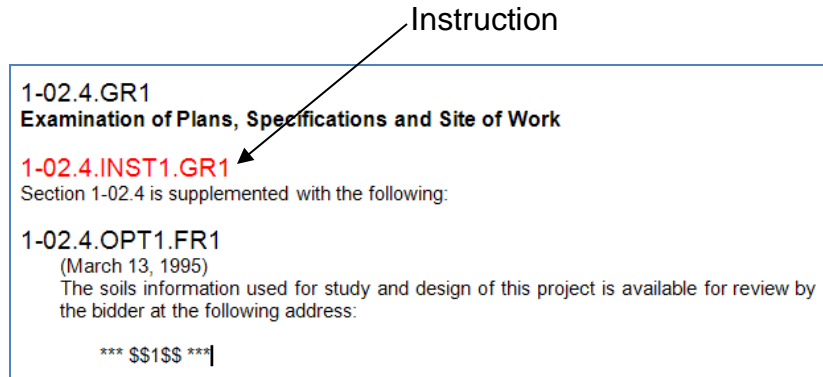 Instruction
1-02.4.GR1
Examination of Plans, Specifications and Site of Work
1-02.4.INST1.GR1
Section 1-02.4 is supplemented with the following:
1-02.4.OPT1.FR1
(March 13, 1995)
The soils information used for study and design of this project is available for review by
the bidder at the following address:
*** $$1$$ ***